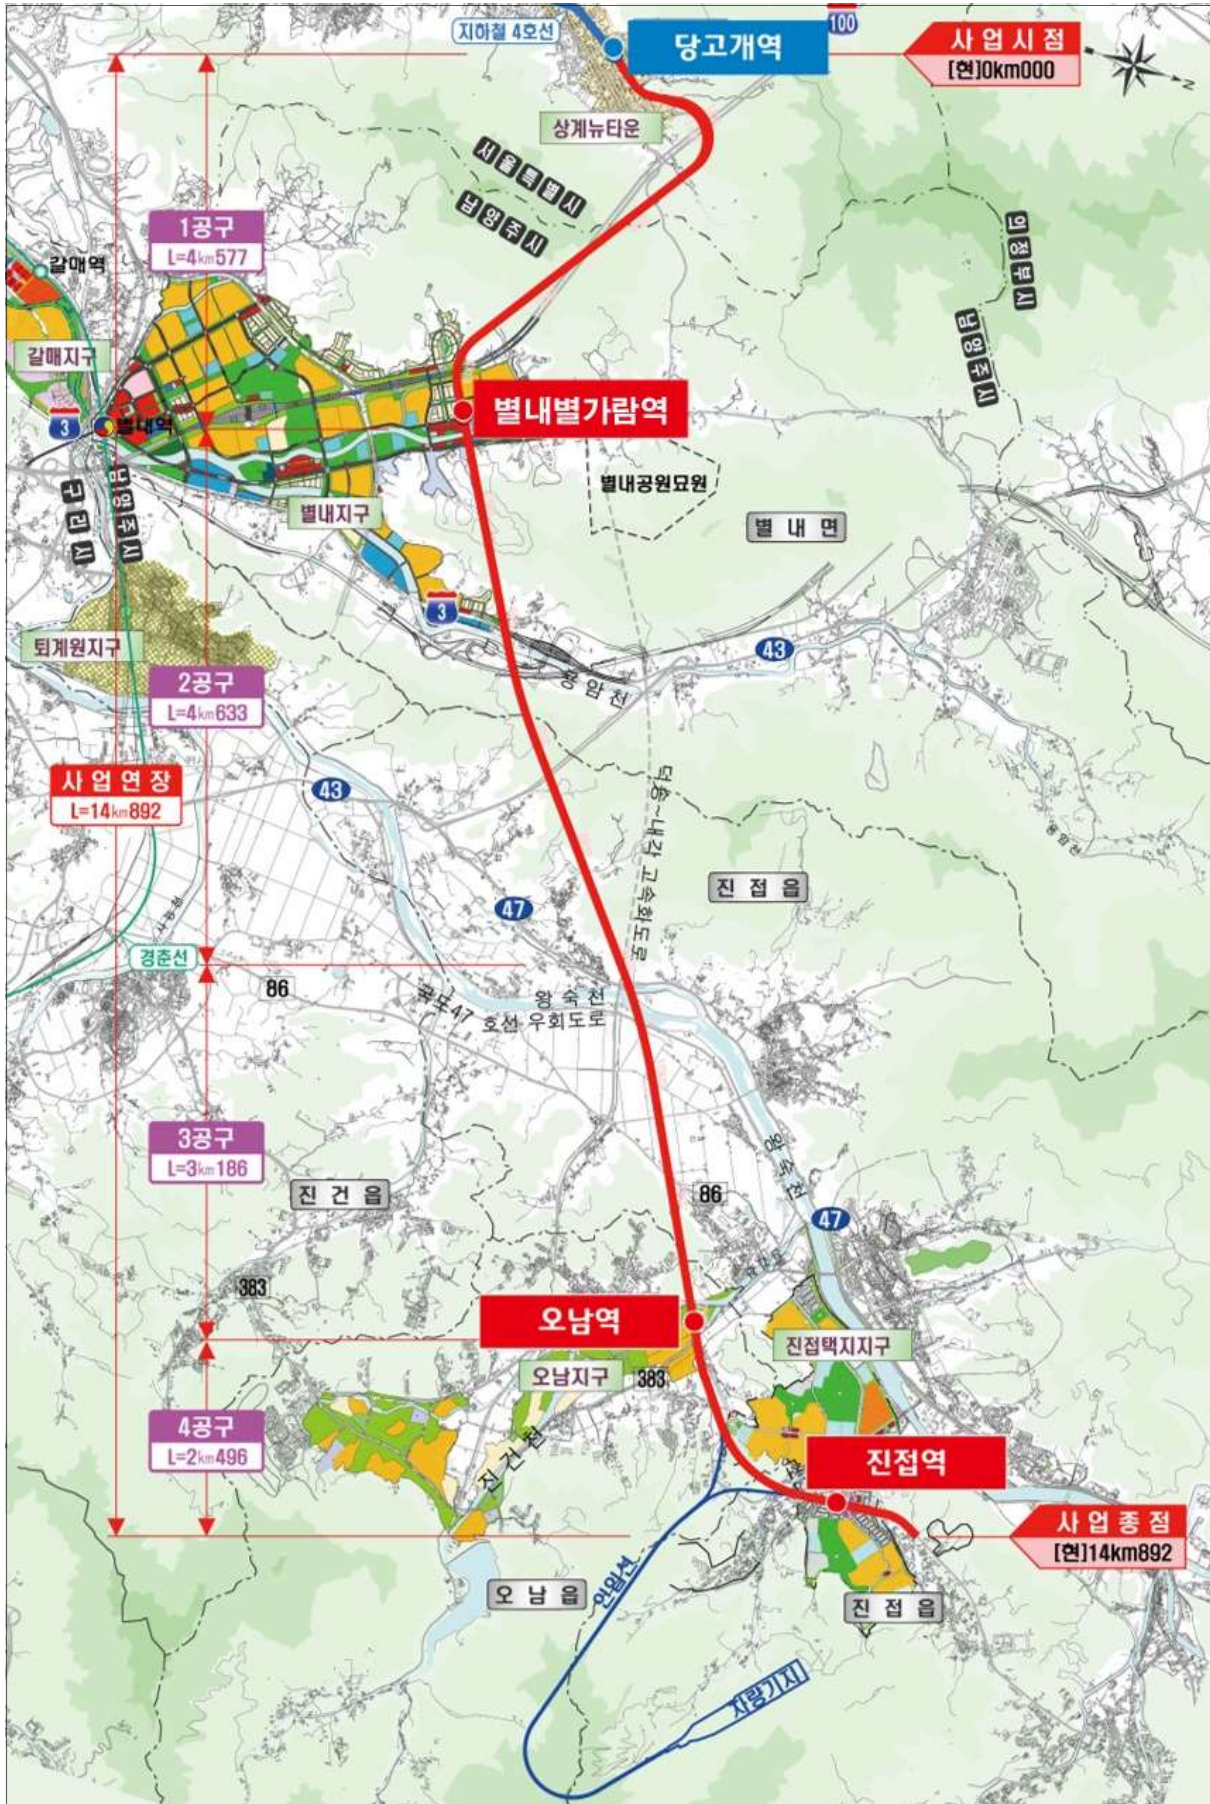 지하철 4호선
당고개역
100
사업시점
[현]0km000
N
상계뉴타운
서울특별시
남양주시
의정부시
남양주시
1공구
L=4km577
갈매역
갈매지구
3
별내역
별내별가람역
별내공원묘원
별내지구
별내면
구리시
남양주시
3
퇴계원지구
43
용암천
2공구
L=4km633
사업연장
L=14km892
43
덕송~내각 고속화도로
용암천
진접읍
47
경춘선
86
왕숙천
국도47호선 우회도로
3공구
L=3km186
왕숙천
진건읍
86
47
383
오남역
진접택지지구
오남지구
383
4공구
L=2km496
진건천
진접역
사업종점
[현]14km892
오남읍
인입선
진접읍
차량기지